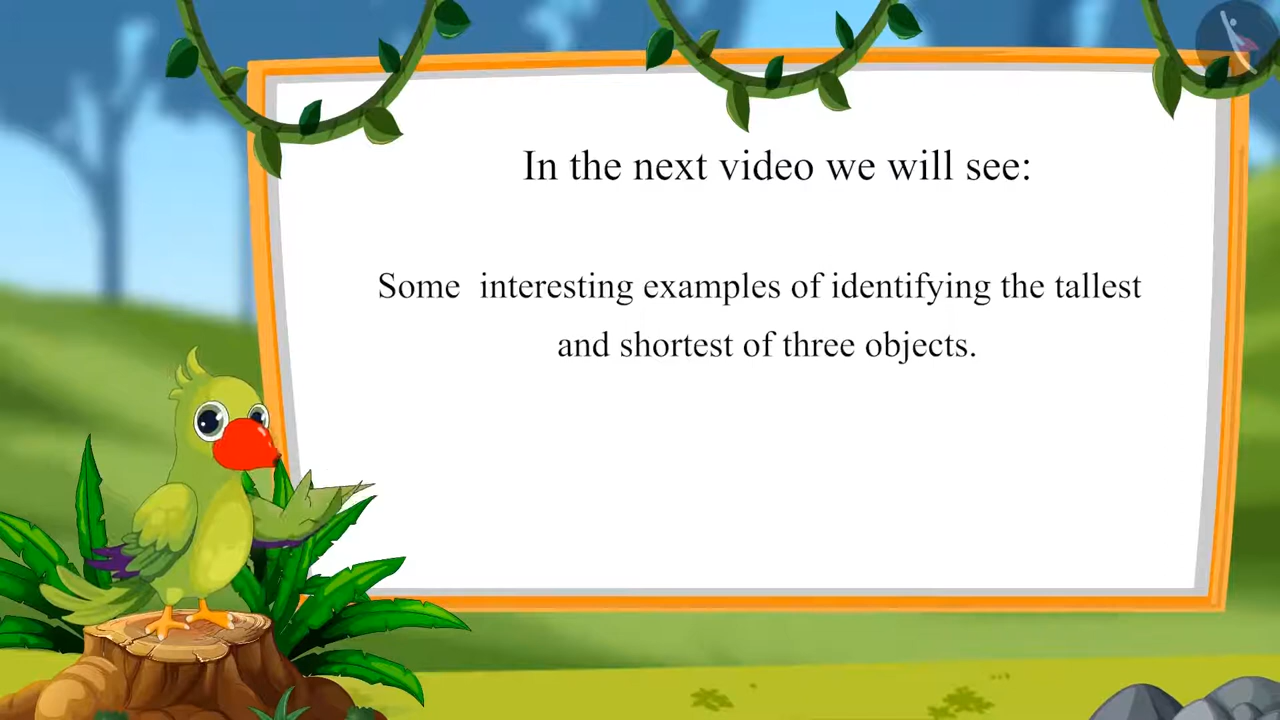 In the next video we will see:
Some interesting examples of identifying the tallest
and shortest of three objects.